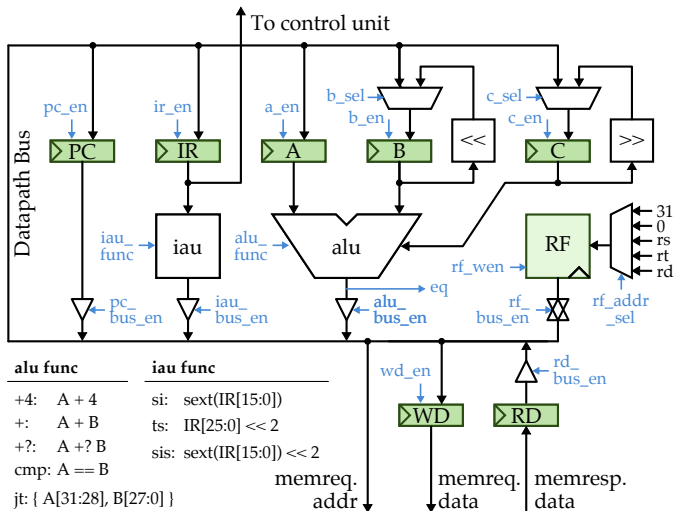 To control unit
pc_en
ir_en
a_en
b_sel
b_en
c_sel
c_en
PC
IR
A
B
<<
C
>>
Datapath Bus
iau_
func
iau
alu_
func
alu
rf_wen
RF
31
0
rs
rt
rd
rf_addr
_sel
eq
pc_
bus_en
iau_
bus_en
alu_
bus_en
rf_
bus_en
alu func
+4: A + 4
+: A + B
+?: A +? B
cmp: A == B
jt: { A[31:28], B[27:0] }
iau func
si: sext(IR[15:0])
ts: IR[25:0] << 2
sis: sext(IR[15:0]) << 2
wd_en
rd_
bus_en
WD
RD
memreq.
addr
memreq.
data
memresp.
data